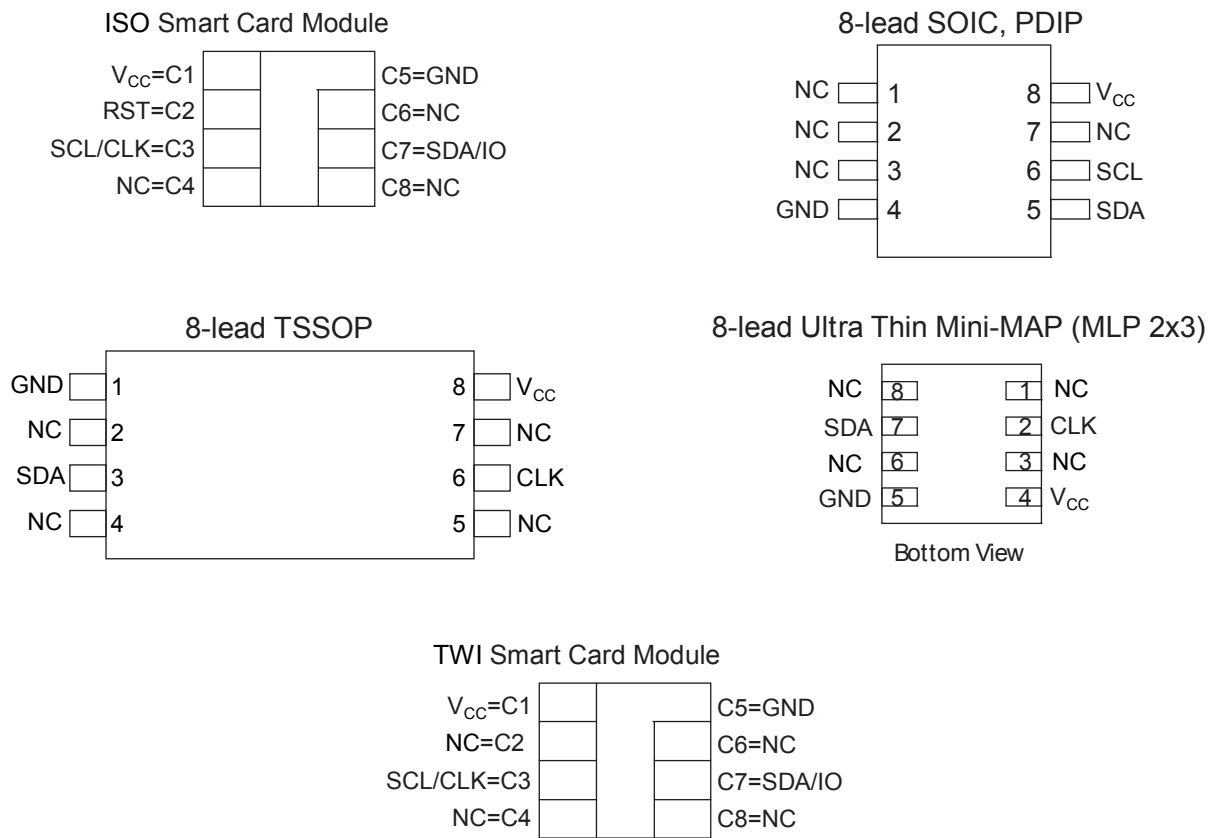 ISO Smart Card Module
VCC=C1 C5=GND
RST=C2 C6=NC
SCL/CLK=C3 C7=SDA/IO
NC=C4 C8=NC
8-lead SOIC, PDIP
NC 1 8 VCC
NC 2 7 NC
NC 3 6 SCL
GND 4 5 SDA
8-lead TSSOP
GND 1 8 VCC
NC 2 7 NC
SDA 3 6 CLK
NC 4 5 NC
8-lead Ultra Thin Mini-MAP (MLP 2x3)
NC 8 1 NC
SDA 7 2 CLK
NC 6 3 NC
GND 5 4 VCC
Bottom View
TWI Smart Card Module
VCC=C1 C5=GND
NC=C2 C6=NC
SCL/CLK=C3 C7=SDA/IO
NC=C4 C8=NC